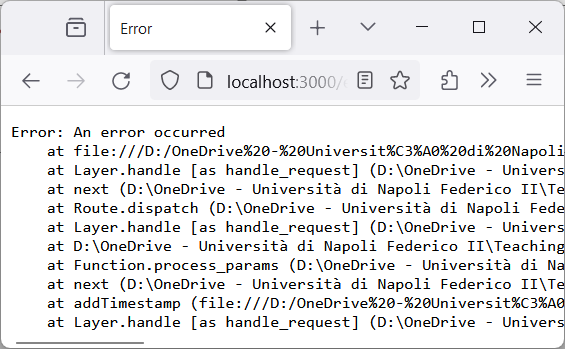 Error
localhost:3000/
Error: An error occurred
at file:///D:/OneDrive%20-%20Universit%C3%A0%20di%20Napoli
at Layer.handle [as handle_request] (D:\OneDrive - Univers
at next (D:\OneDrive - Università di Napoli Federico II\Te
at Route.dispatch (D:\OneDrive - Università di Napoli Fede
at Layer.handle [as handle_request] (D:\OneDrive - Univers
at D:\OneDrive - Università di Napoli Federico II\Teaching
at Function.process_params (D:\OneDrive - Università di Na
at next (D:\OneDrive - Università di Napoli Federico II\Te
at addTimestamp (file:///D:/OneDrive%20-%20Universit%C3%A0
at Layer.handle [as handle_request] (D:\OneDrive - Univers